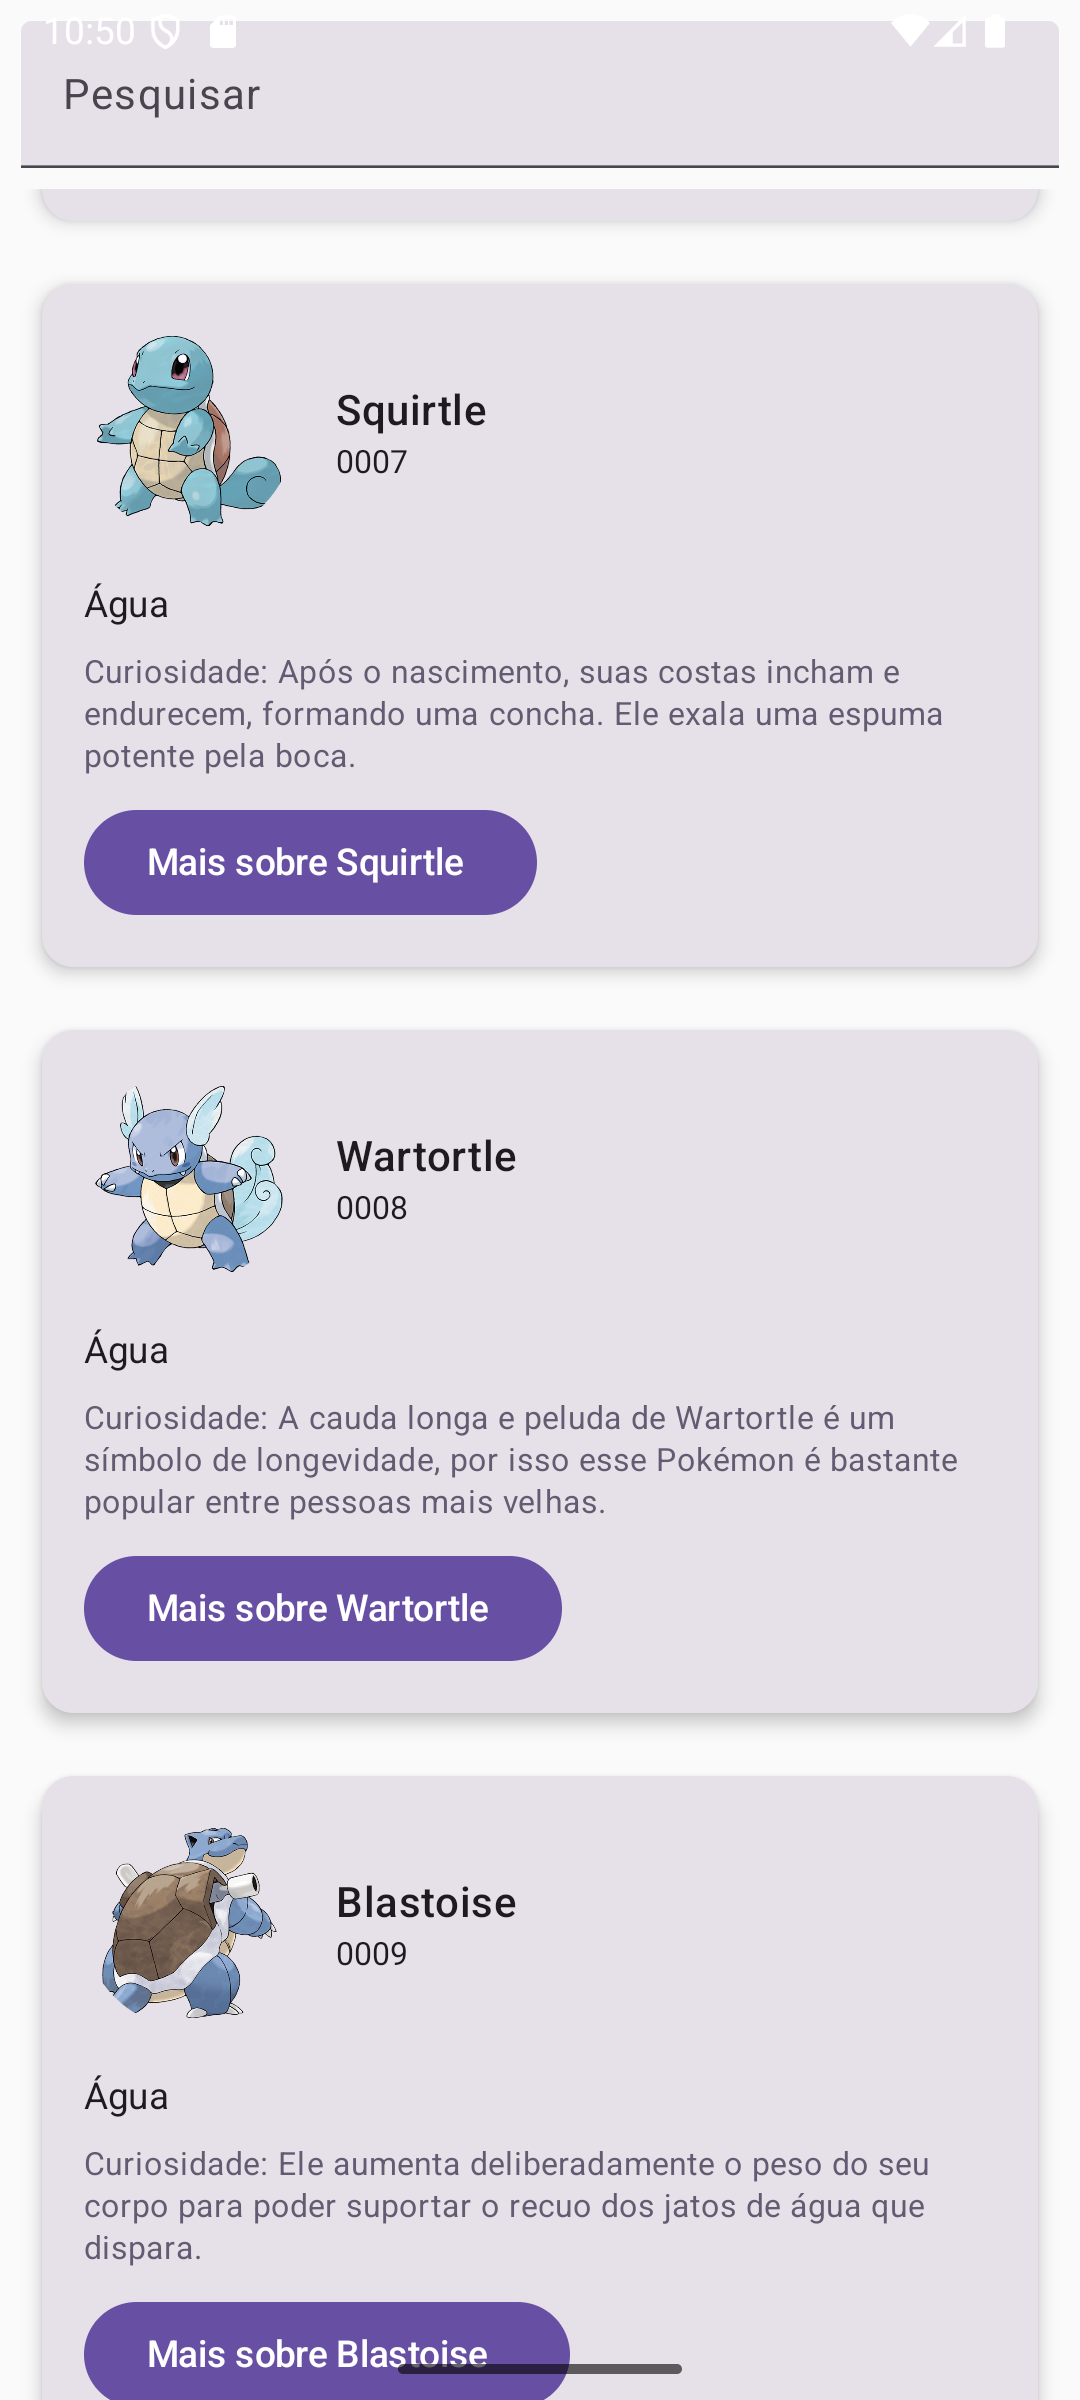 10:50
Pesquisar
Squirtle
0007
Água
Curiosidade: Após o nascimento, suas costas incham e
endurecem, formando uma concha. Ele exala uma espuma
potente pela boca.
Mais sobre Squirtle
Wartortle
0008
Água
Curiosidade: A cauda longa e peluda de Wartortle é um
símbolo de longevidade, por isso esse Pokémon é bastante
popular entre pessoas mais velhas.
Mais sobre Wartortle
Blastoise
0009
Água
Curiosidade: Ele aumenta deliberadamente o peso do seu
corpo para poder suportar o recuo dos jatos de água que
dispara.
Mais sobre Blastoise